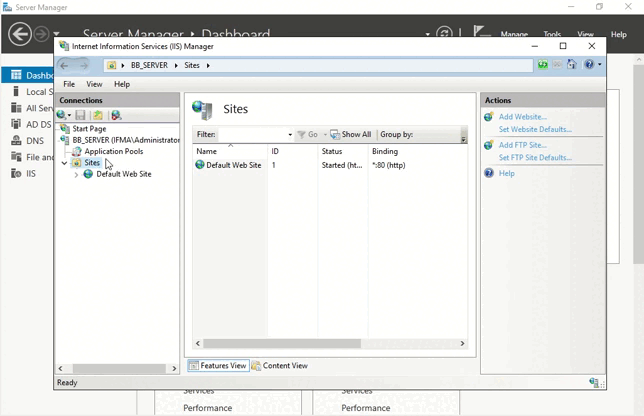 Server Manager
Server Manager • Dashboard
Manage Tools View Help
Internet Information Services (IIS) Manager
BB_SERVER Sites
File View Help
Dashbo
Local S
All Serv
AD DS
DNS
File an
IIS
Connections
Start Page
BB_SERVER (IFMA\Administrator
Application Pools
Sites
Default Web Site
Sites
Filter: Go Show All Group by:
Name ID Status Binding
Default Web Site 1 Started (ht... *:80 (http)
Features View Content View
Actions
Add Website...
Set Website Defaults...
Add FTP Site...
Set FTP Site Defaults...
Help
Ready
Services Services
Performance Performance